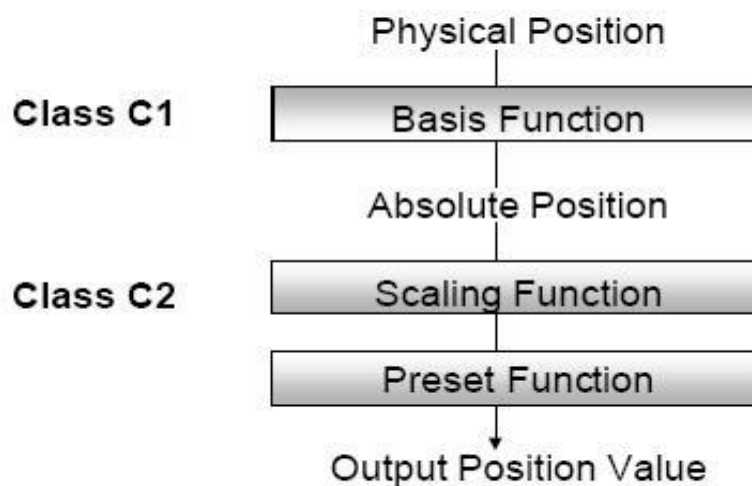 Physical Position
Class C1
Basis Function
Absolute Position
Class C2
Scaling Function
Preset Function
Output Position Value